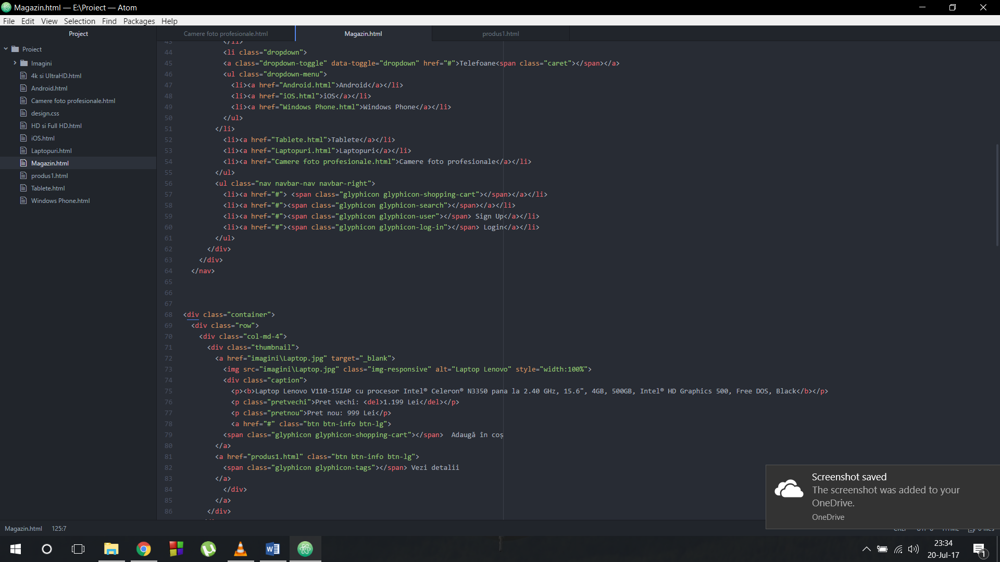 Magazin.html — E:\Proiect — Atom
File Edit View Selection Find Packages Help
Project
Proiect
Imagini
4k si UltraHD.html
Android.html
Camere foto profesionale.html
design.css
HD si Full HD.html
iOS.html
Laptopuri.html
Magazin.html
produs1.html
Tablete.html
Windows Phone.html
Camere foto profesionale.html Magazin.html produs1.html
43 </li>
44 <li class="dropdown">
45 <a class="dropdown-toggle" data-toggle="dropdown" href="#">Telefoane<span class="caret"></span></a>
46 <ul class="dropdown-menu">
47 <li><a href="Android.html">Android</a></li>
48 <li><a href="iOS.html">iOS</a></li>
49 <li><a href="Windows Phone.html">Windows Phone</a></li>
50 </ul>
51 </li>
52 <li><a href="Tablete.html">Tablete</a></li>
53 <li><a href="Laptopuri.html">Laptopuri</a></li>
54 <li><a href="Camere foto profesionale.html">Camere foto profesionale</a></li>
55 </ul>
56 <ul class="nav navbar-nav navbar-right">
57 <li><a href="#"> <span class="glyphicon glyphicon-shopping-cart"></span></a></li>
58 <li><a href="#"><span class="glyphicon glyphicon-search"></span></a></li>
59 <li><a href="#"><span class="glyphicon glyphicon-user"></span> Sign Up</a></li>
60 <li><a href="#"><span class="glyphicon glyphicon-log-in"></span> Login</a></li>
61 </ul>
62 </div>
63 </div>
64 </nav>
65
66
67
68 <div class="container">
69 <div class="row">
70 <div class="col-md-4">
71 <div class="thumbnail">
72 <a href="imagini\Laptop.jpg" target="_blank">
73 <img src="imagini\Laptop.jpg" class="img-responsive" alt="Laptop Lenovo" style="width:100%">
74 <div class="caption">
75 <p><b>Laptop Lenovo V110-15IAP cu procesor Intel® Celeron® N3350 pana la 2.40 GHz, 15.6", 4GB, 500GB, Intel® HD Graphics 500, Free DOS, Black</b></p>
76 <p class="pretvechi">Pret vechi: <del>1.199 Lei</del></p>
77 <p class="pretnou">Pret nou: 999 Lei</p>
78 <a href="#" class="btn btn-info btn-lg">
79 <span class="glyphicon glyphicon-shopping-cart"></span>  Adaugă în coș
80 </a>
81 <a href="produs1.html" class="btn btn-info btn-lg">
82 <span class="glyphicon glyphicon-tags"></span> Vezi detalii
83 </a>
84 </div>
85 </a>
86 </div>
Screenshot saved
The screenshot was added to your
OneDrive.
OneDrive
Magazin.html 125:7
23:34
20-Jul-17
1